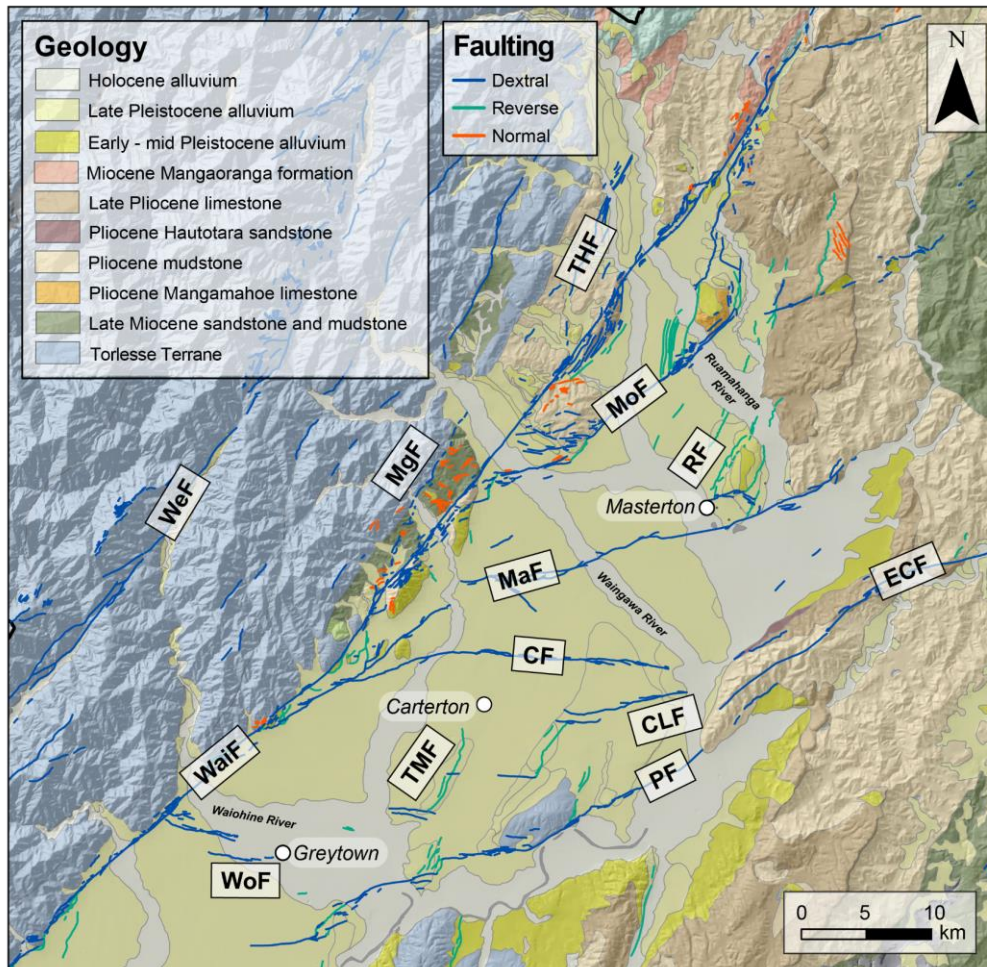 Geology
Holocene alluvium
Late Pleistocene alluvium
Early - mid Pleistocene alluvium
Miocene Mangaoranga formation
Late Pliocene limestone
Pliocene Hautotara sandstone
Pliocene mudstone
Pliocene Mangamahoe limestone
Late Miocene sandstone and mudstone
Torlesse Terrane
Faulting
Dextral
Reverse
Normal
N
THF
MoF
Ruamahanga
River
MgF
RF
WeF
Masterton
MaF
Waingawa River
ECF
CF
Carterton
CLF
TMF
PF
WaiF
Waiohine River
Greytown
WoF
0 5 10
km